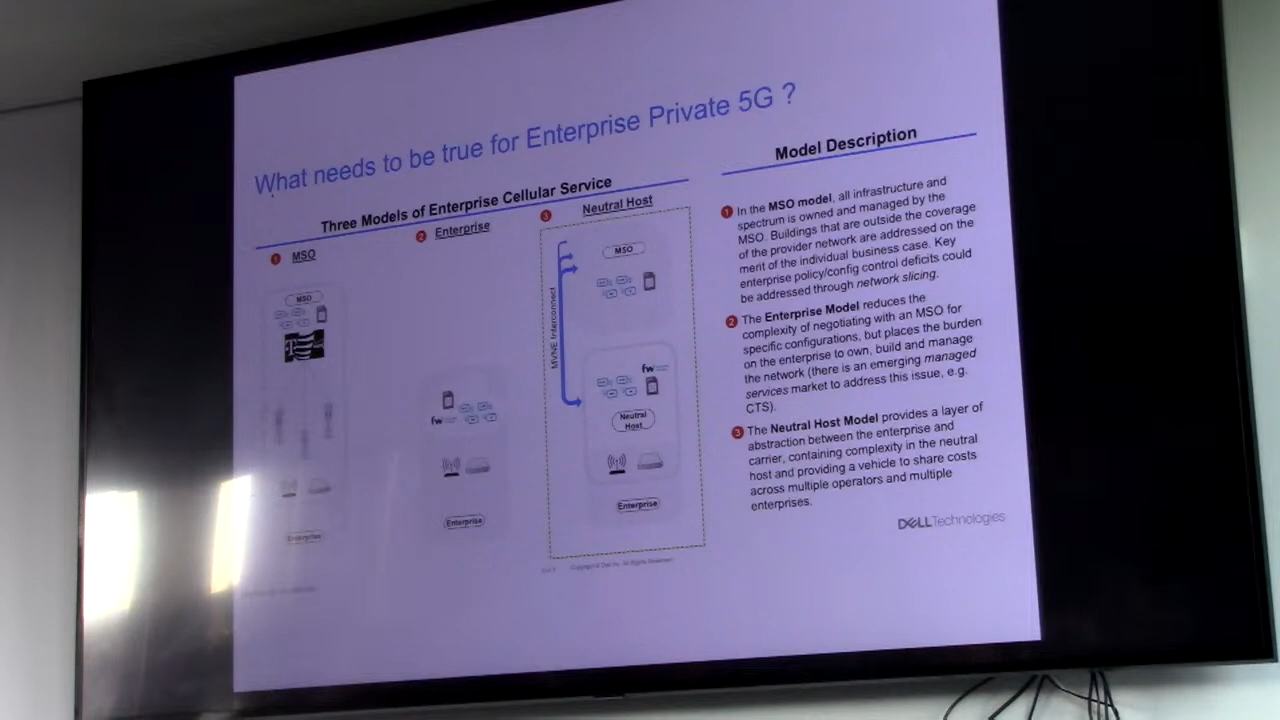 What needs to be true for Enterprise Private 5G ?
Three Models of Enterprise Cellular Service
1 MSO
MSO
Enterprise
2 Enterprise
fw
Enterprise
3 Neutral Host
MVNE Interconnect
MSO
fw
Neutral
Host
Enterprise
Model Description
1 In the MSO model, all infrastructure and
spectrum is owned and managed by the
MSO. Buildings that are outside the coverage
of the provider network are addressed on the
merit of the individual business case. Key
enterprise policy/config control deficits could
be addressed through network slicing.
2 The Enterprise Model reduces the
complexity of negotiating with an MSO for
specific configurations, but places the burden
on the enterprise to own, build and manage
the network (there is an emerging managed
services market to address this issue, e.g.
CTS).
3 The Neutral Host Model provides a layer of
abstraction between the enterprise and
carrier, containing complexity in the neutral
host and providing a vehicle to share costs
across multiple operators and multiple
enterprises.
DELL Technologies
Copyright © Dell Inc. All Rights Reserved.